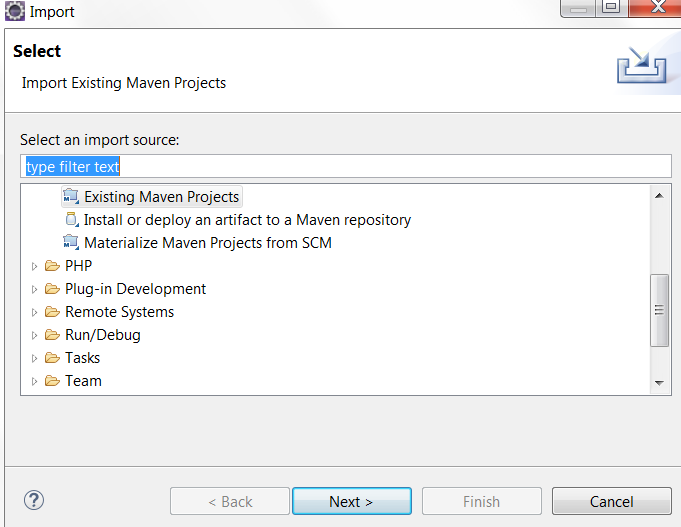 Import
Select
Import Existing Maven Projects
Select an import source:
type filter text
Existing Maven Projects
Install or deploy an artifact to a Maven repository
Materialize Maven Projects from SCM
PHP
Plug-in Development
Remote Systems
Run/Debug
Tasks
Team
?
< Back
Next >
Finish
Cancel